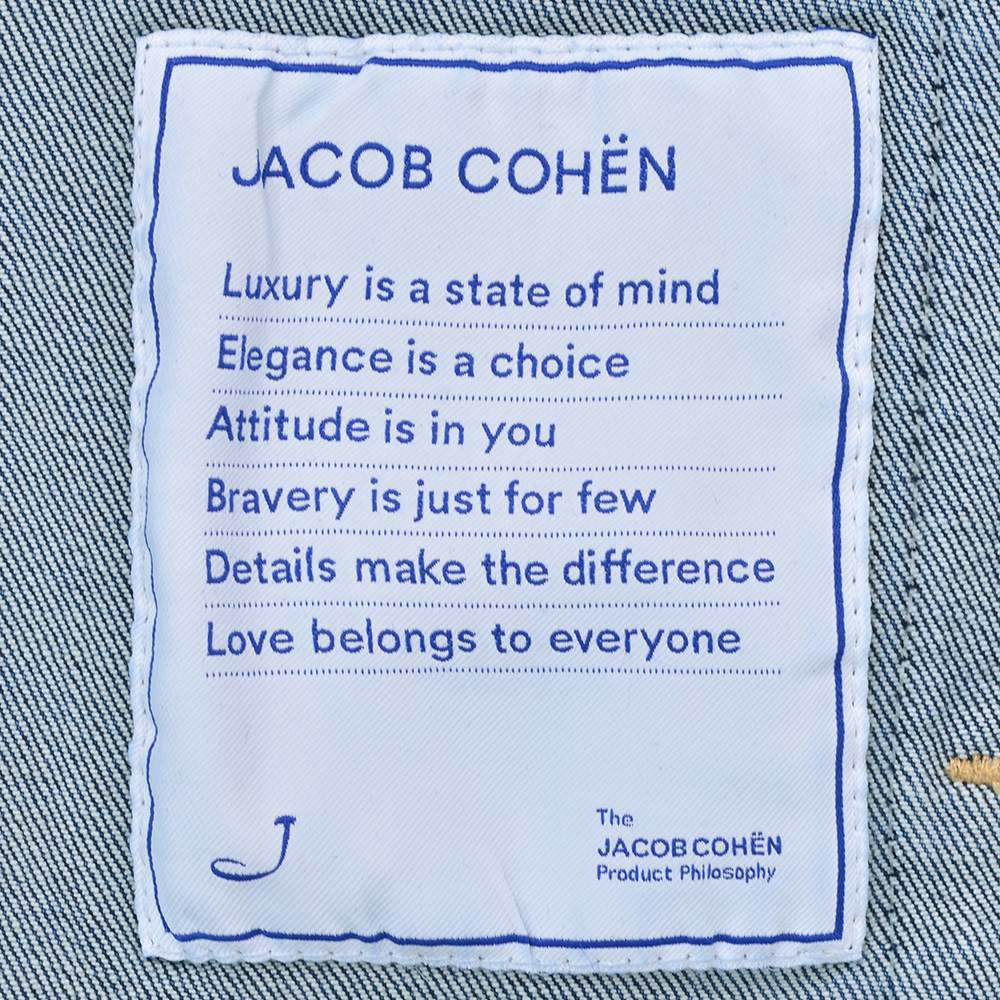 JACOB COHËN
Luxury is a state of mind
Elegance is a choice
Attitude is in you
Bravery is just for few
Details make the difference
Love belongs to everyone
J
The
JACOB COHËN
Product Philosophy